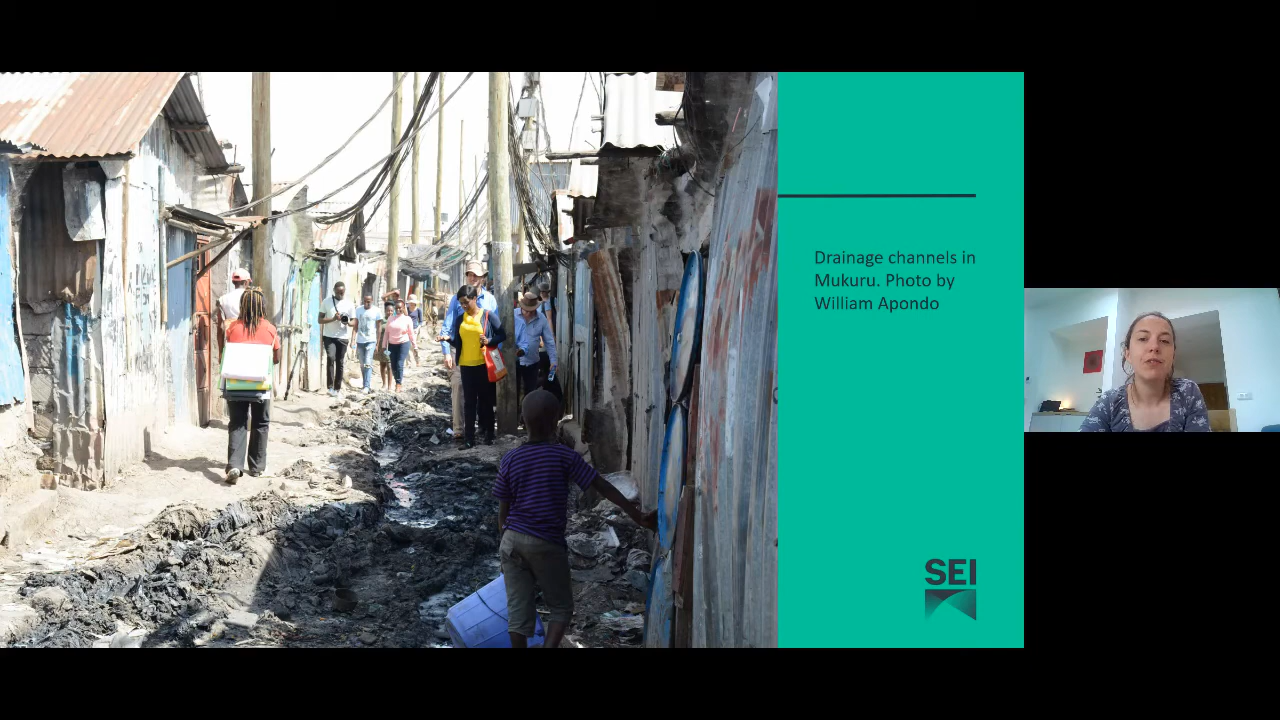 Drainage channels in
Mukuru. Photo by
William Apondo
SEI